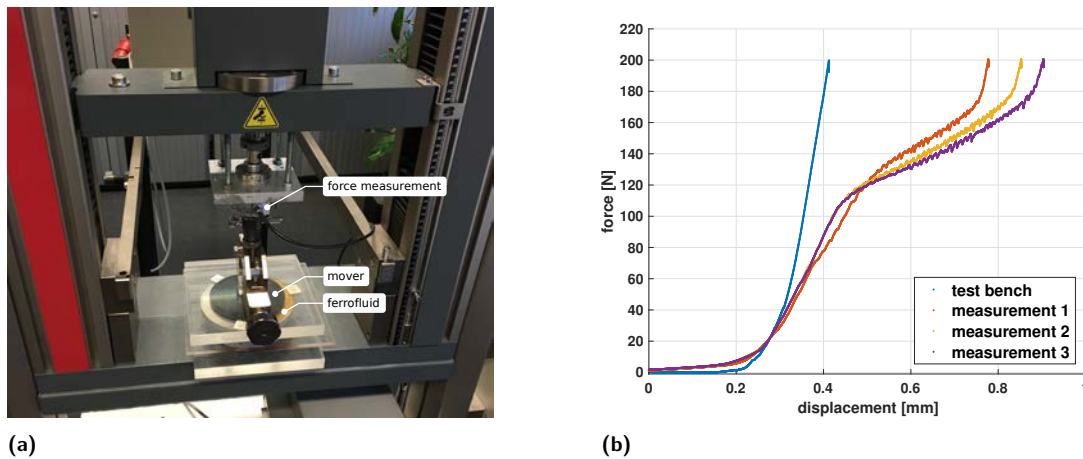 force measurement
mover
ferrofluid
(a)
220
200
180
160
140
120
100
80
60
40
20
0
force [N]
0
0.2
0.4
0.6
0.8
displacement [mm]
test bench
measurement 1
measurement 2
measurement 3
(b)